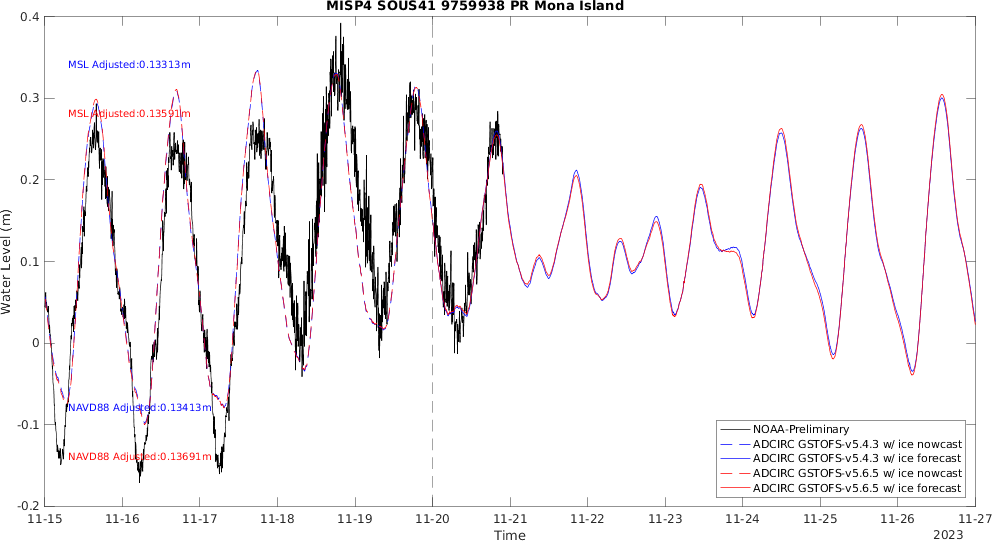 MISP4 SOUS41 9759938 PR Mona Island
0.4
0.3
0.2
0.1
0
-0.1
-0.2
Water Level (m)
MSL Adjusted:0.13313m
MSL Adjusted:0.13591m
NAVD88 Adjusted:0.13413m
NAVD88 Adjusted:0.13691m
NOAA-Preliminary
ADCIRC GSTOFS-v5.4.3 w/ ice nowcast
ADCIRC GSTOFS-v5.4.3 w/ ice forecast
ADCIRC GSTOFS-v5.6.5 w/ ice nowcast
ADCIRC GSTOFS-v5.6.5 w/ ice forecast
11-15 11-16 11-17 11-18 11-19 11-20 11-21 11-22 11-23 11-24 11-25 11-26 11-27
Time
2023